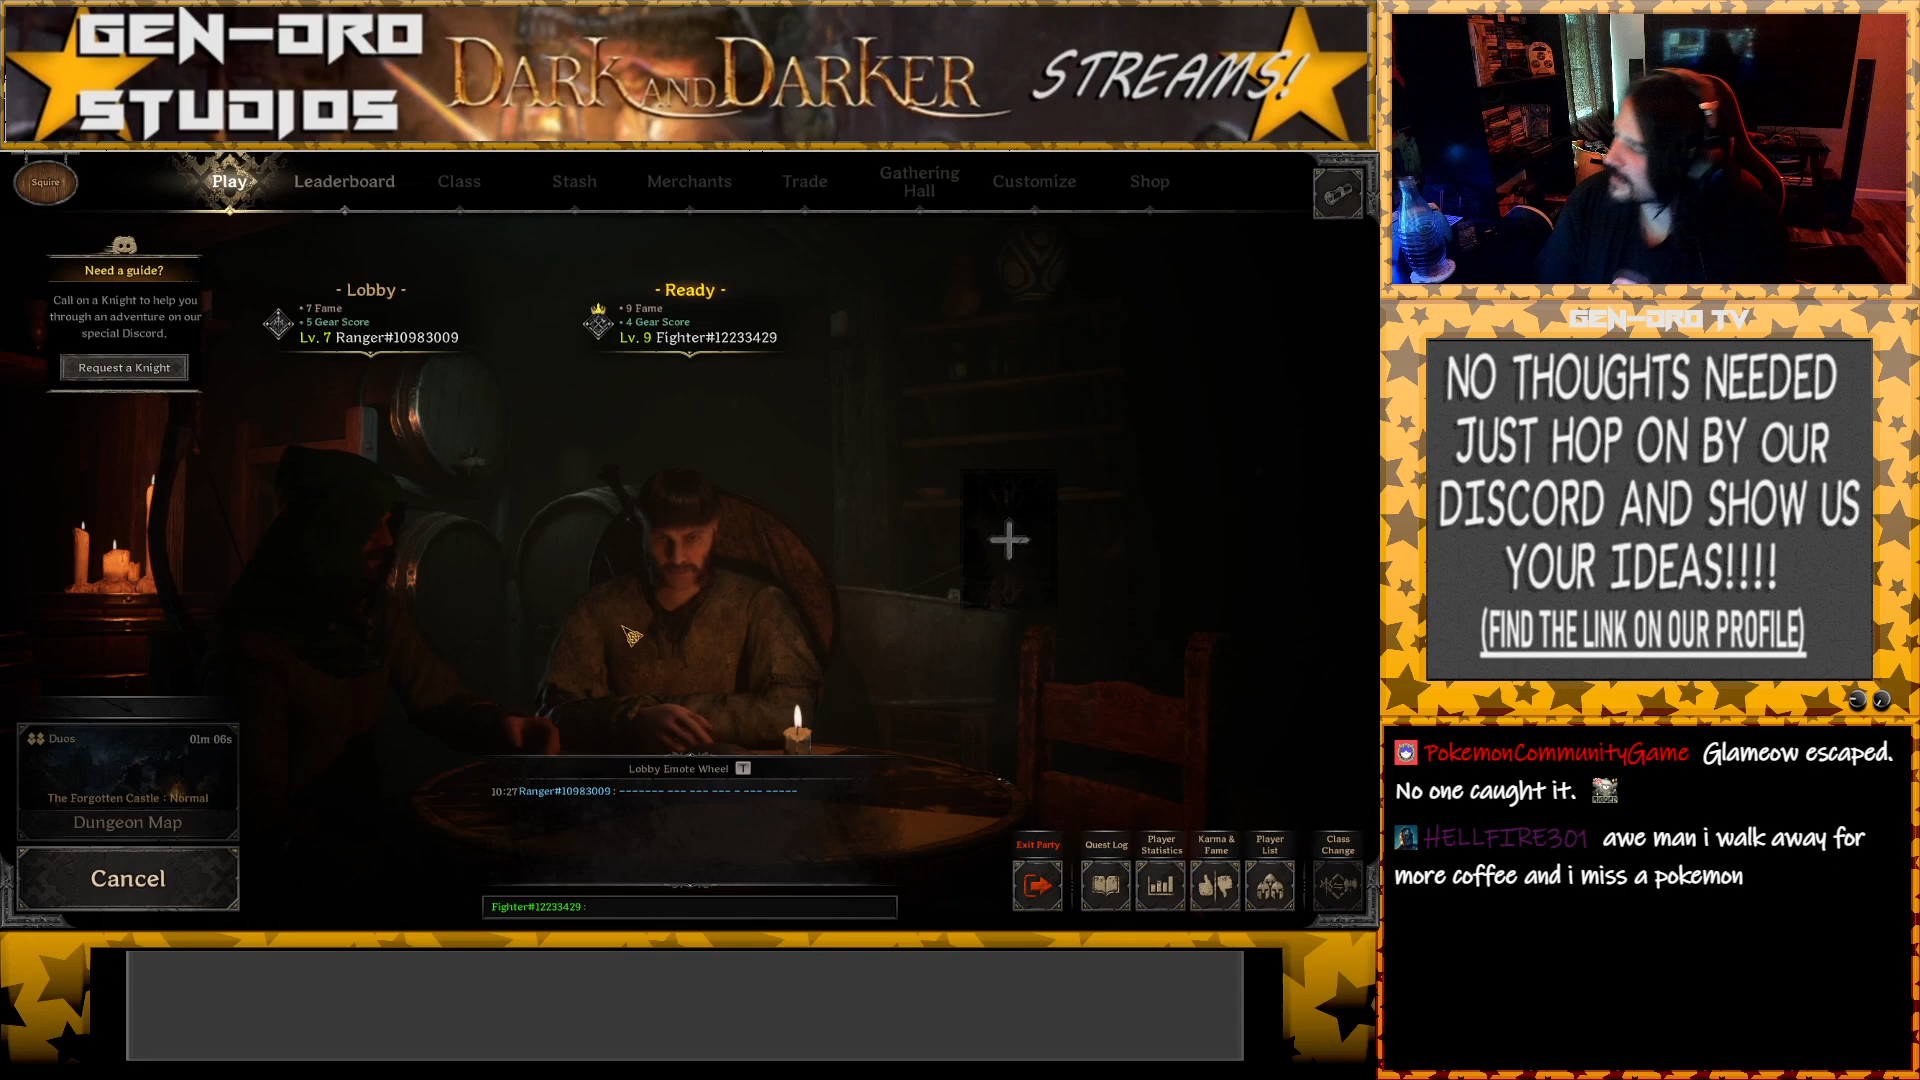 GEN-DRO
STUDIOS
DARK AND DARKER
STREAMS!
Squire
Play
Leaderboard
Class
Stash
Merchants
Trade
Gathering
Hall
Customize
Shop
Need a guide?
Call on a Knight to help you
through an adventure on our
special Discord.
Request a Knight
- Lobby -
• 7 Fame
• 5 Gear Score
Lv. 7 Ranger#10983009
- Ready -
• 9 Fame
• 4 Gear Score
Lv. 9 Fighter#12233429
Duos
01m 06s
The Forgotten Castle : Normal
Dungeon Map
Cancel
Lobby Emote Wheel T
10:27 Ranger#10983009 : ------- --- --- --- - --- -----
Fighter#12233429 :
Exit Party
Quest Log
Player
Statistics
Karma &
Fame
Player
List
Class
Change
GEN-DRO TV
NO THOUGHTS NEEDED
JUST HOP ON BY OUR
DISCORD AND SHOW US
YOUR IDEAS!!!!
(FIND THE LINK ON OUR PROFILE)
PokemonCommunityGame Glameow escaped.
No one caught it.
HELLFIRE301 awe man i walk away for
more coffee and i miss a pokemon